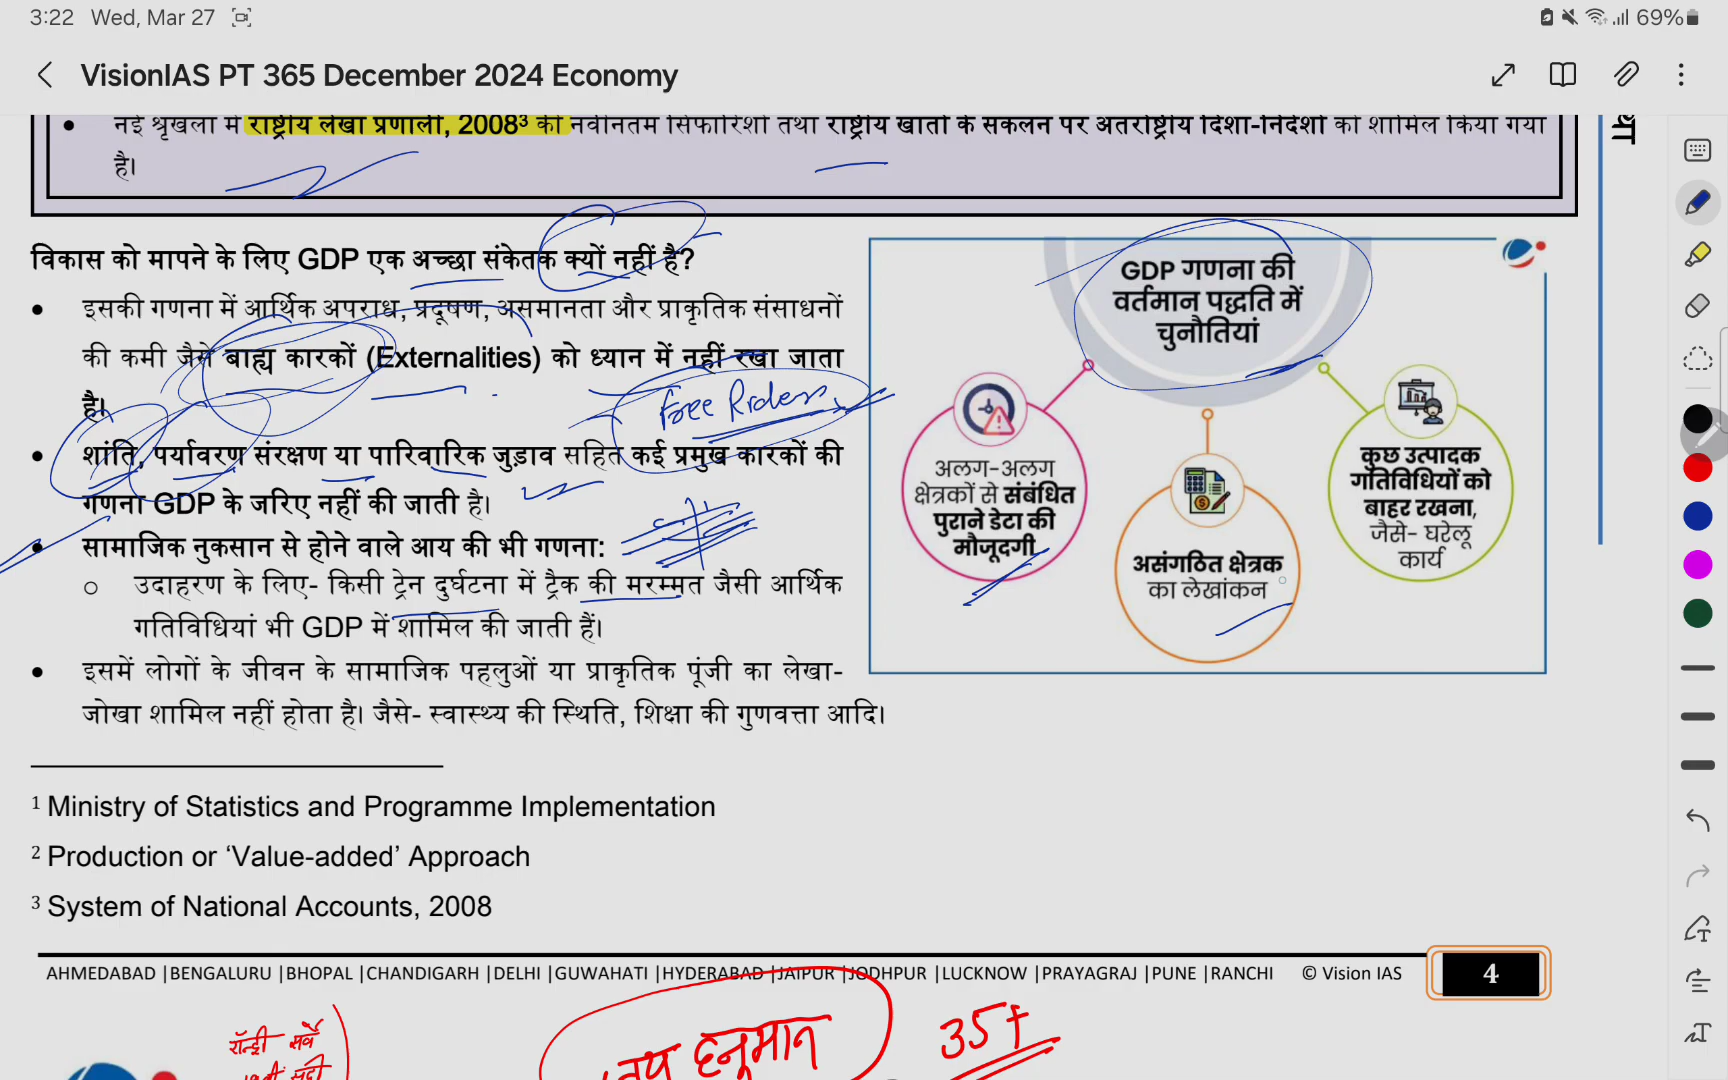 3:22 Wed, Mar 27
69%
VisionIAS PT 365 December 2024 Economy
नई श्रृंखला में राष्ट्रीय लेखा प्रणाली, 2008³ की नवीनतम सिफारिशों तथा राष्ट्रीय खातों के संकलन पर अंतर्राष्ट्रीय दिशा-निर्देशों को शामिल किया गया
है।
विकास को मापने के लिए GDP एक अच्छा संकेतक क्यों नहीं है?
इसकी गणना में आर्थिक अपराध, प्रदूषण, असमानता और प्राकृतिक संसाधनों
की कमी जैसे बाह्य कारकों (Externalities) को ध्यान में नहीं रखा जाता
है।
Free Riders
शांति, पर्यावरण संरक्षण या पारिवारिक जुड़ाव सहित कई प्रमुख कारकों की
गणना GDP के जरिए नहीं की जाती है।
सामाजिक नुकसान से होने वाले आय की भी गणना:
o उदाहरण के लिए- किसी ट्रेन दुर्घटना में ट्रैक की मरम्मत जैसी आर्थिक
गतिविधियां भी GDP में शामिल की जाती हैं।
इसमें लोगों के जीवन के सामाजिक पहलुओं या प्राकृतिक पूंजी का लेखा-
जोखा शामिल नहीं होता है। जैसे- स्वास्थ्य की स्थिति, शिक्षा की गुणवत्ता आदि।
GDP गणना की
वर्तमान पद्धति में
चुनौतियां
अलग-अलग
क्षेत्रकों से संबंधित
पुराने डेटा की
मौजूदगी
असंगठित क्षेत्रक
का लेखांकन
कुछ उत्पादक
गतिविधियों को
बाहर रखना,
जैसे- घरेलू
कार्य
1 Ministry of Statistics and Programme Implementation
2 Production or ‘Value-added’ Approach
3 System of National Accounts, 2008
AHMEDABAD |BENGALURU |BHOPAL |CHANDIGARH |DELHI |GUWAHATI |HYDERABAD |JAIPUR |JODHPUR |LUCKNOW |PRAYAGRAJ |PUNE |RANCHI © Vision IAS
4
हनुमान
35+